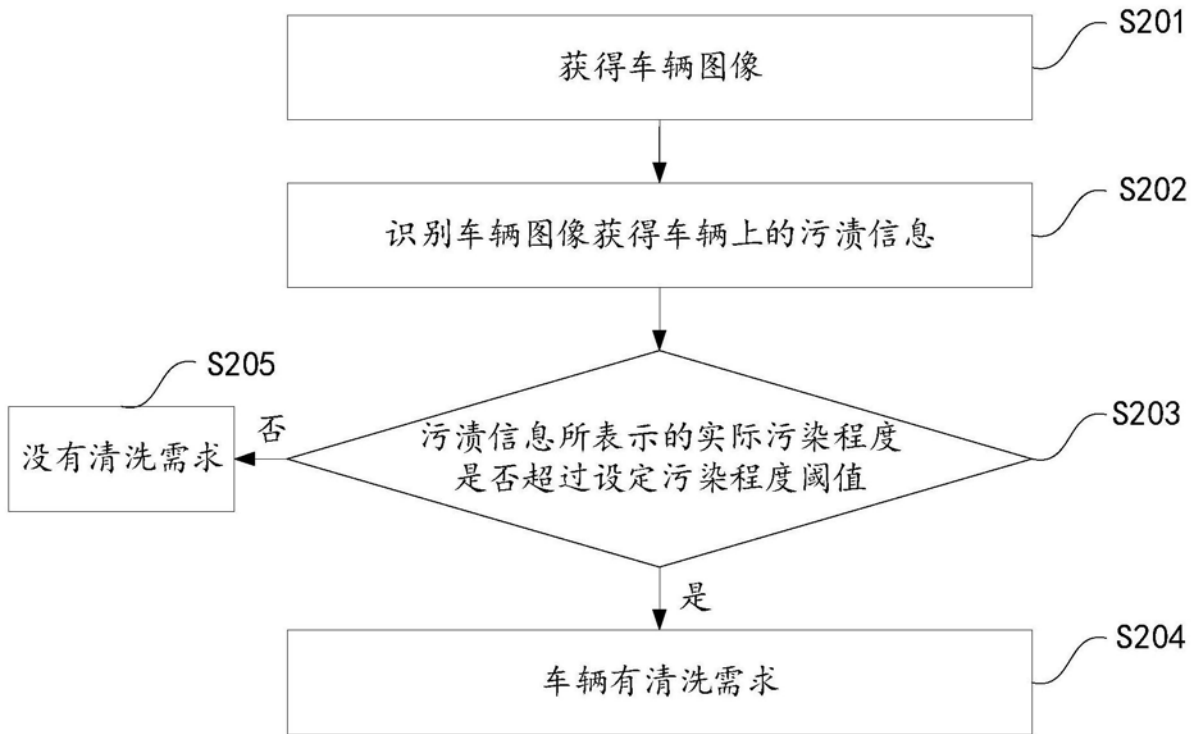 S201
获得车辆图像
S202
识别车辆图像获得车辆上的污渍信息
S205
没有清洗需求
否
S203
污渍信息所表示的实际污染程度
是否超过设定污染程度阈值
是
S204
车辆有清洗需求